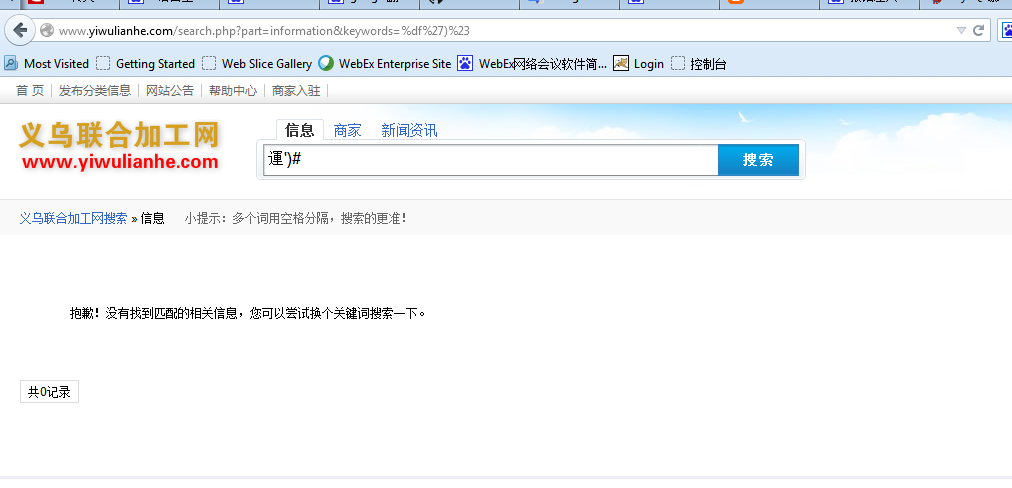 www.yiwulianhe.com/search.php?part=information&keywords=%df%27)%23
Most Visited Getting Started Web Slice Gallery WebEx Enterprise Site WebEx网络会议软件简... Login 控制台
首 页 发布分类信息 网站公告 帮助中心 商家入驻
义乌联合加工网
www.yiwulianhe.com
信息 商家 新闻资讯
運')# 搜索
义乌联合加工网搜索 » 信息 小提示：多个词用空格分隔，搜索的更准！
抱歉！没有找到匹配的相关信息，您可以尝试换个关键词搜索一下。
共0记录